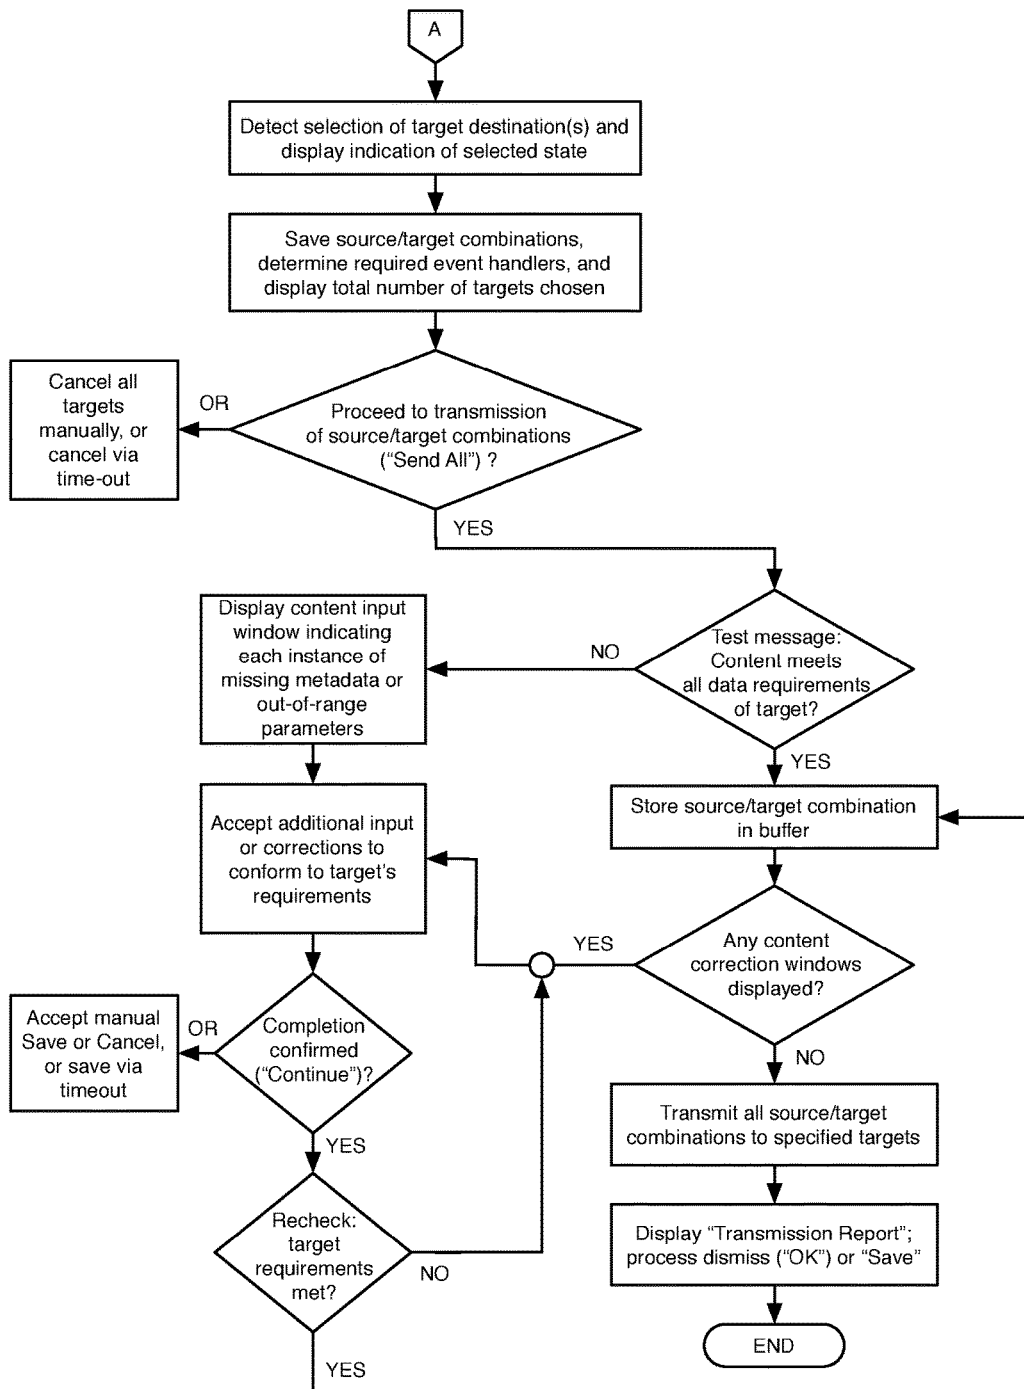 A
Detect selection of target destination(s) and
display indication of selected state
Save source/target combinations,
determine required event handlers, and
display total number of targets chosen
Cancel all
targets
manually, or
cancel via
time-out
OR
Proceed to transmission
of source/target combinations
(“Send All”) ?
YES
Display content input
window indicating
each instance of
missing metadata or
out-of-range
parameters
NO
Test message:
Content meets
all data requirements
of target?
YES
Accept additional input
or corrections to
conform to target’s
requirements
Store source/target combination
in buffer
YES
Any content
correction windows
displayed?
NO
Accept manual
Save or Cancel,
or save via
timeout
OR
Completion
confirmed
(“Continue”)?
YES
Transmit all source/target
combinations to specified targets
Recheck:
target
requirements
met?
NO
YES
Display “Transmission Report”;
process dismiss (“OK”) or “Save”
END